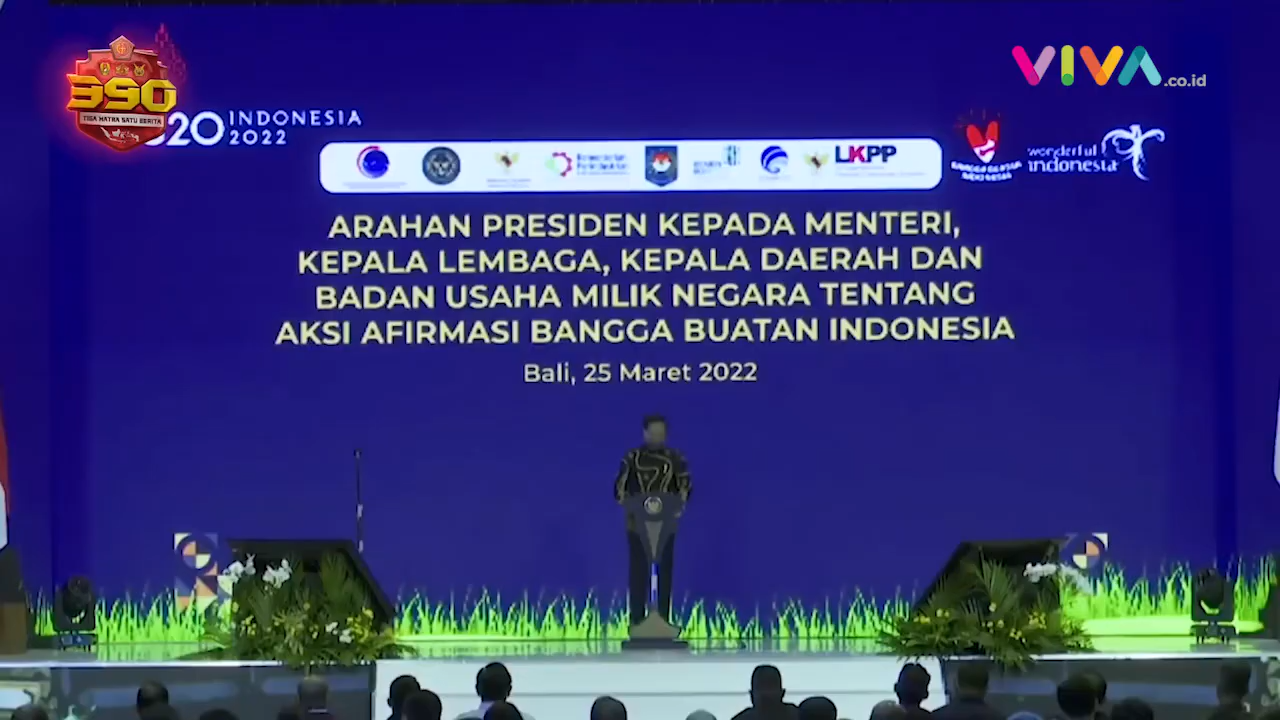 VIVA.co.id
390
TIGA MATRA SATU BERITA
G20 INDONESIA
2022
LKPP
wonderful
indonesia
ARAHAN PRESIDEN KEPADA MENTERI,
KEPALA LEMBAGA, KEPALA DAERAH DAN
BADAN USAHA MILIK NEGARA TENTANG
AKSI AFIRMASI BANGGA BUATAN INDONESIA
Bali, 25 Maret 2022